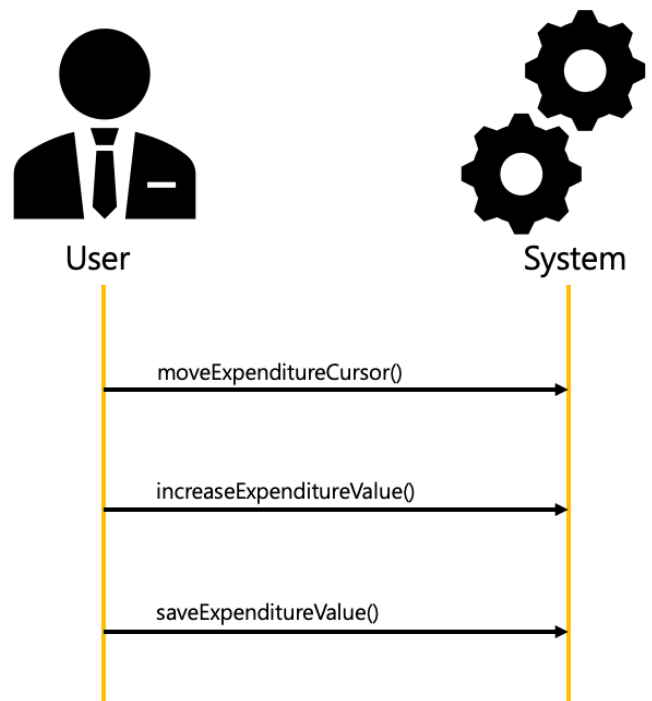 User
System
moveExpenditureCursor()
increaseExpenditureValue()
saveExpenditureValue()